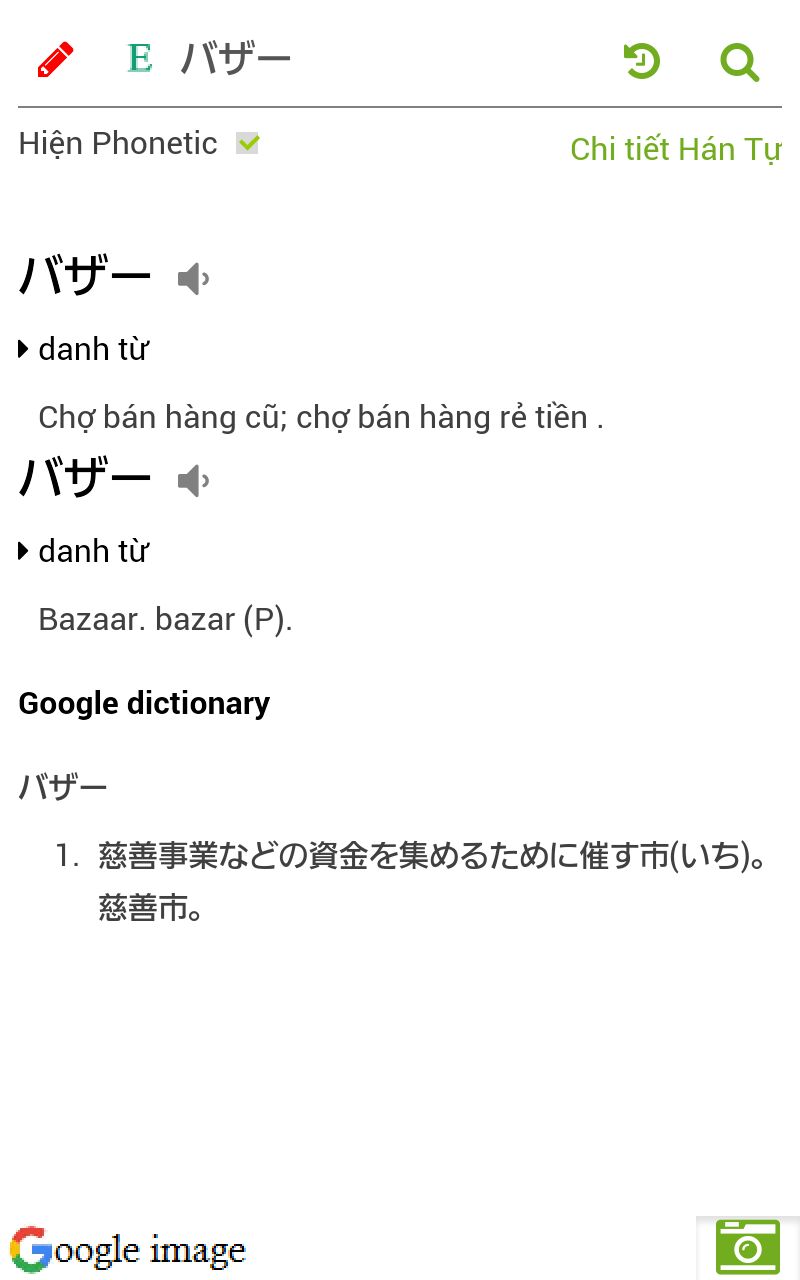 E バザー
Hiện Phonetic
Chi tiết Hán Tự
バザー
danh từ
Chợ bán hàng cũ; chợ bán hàng rẻ tiền .
バザー
danh từ
Bazaar. bazar (P).
Google dictionary
バザー
1. 慈善事業などの資金を集めるために催す市(いち)。
慈善市。
Google image